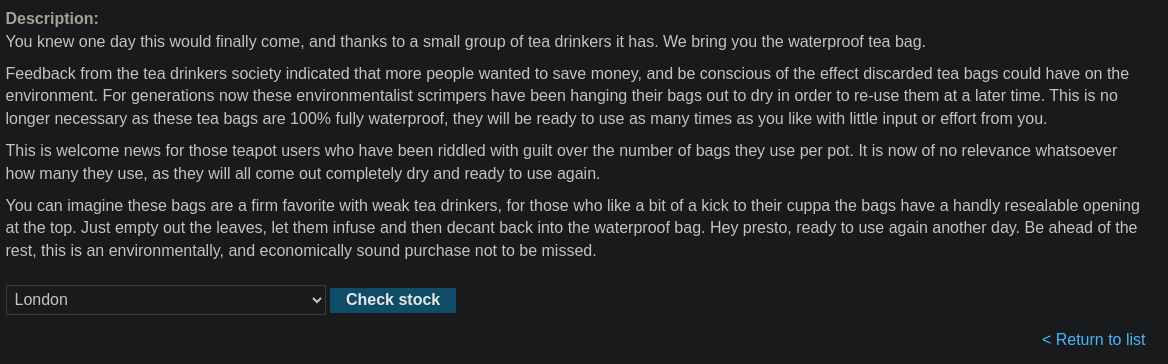 Description:
You knew one day this would finally come, and thanks to a small group of tea drinkers it has. We bring you the waterproof tea bag.
Feedback from the tea drinkers society indicated that more people wanted to save money, and be conscious of the effect discarded tea bags could have on the
environment. For generations now these environmentalist scrimpers have been hanging their bags out to dry in order to re-use them at a later time. This is no
longer necessary as these tea bags are 100% fully waterproof, they will be ready to use as many times as you like with little input or effort from you.
This is welcome news for those teapot users who have been riddled with guilt over the number of bags they use per pot. It is now of no relevance whatsoever
how many they use, as they will all come out completely dry and ready to use again.
You can imagine these bags are a firm favorite with weak tea drinkers, for those who like a bit of a kick to their cuppa the bags have a handly resealable opening
at the top. Just empty out the leaves, let them infuse and then decant back into the waterproof bag. Hey presto, ready to use again another day. Be ahead of the
rest, this is an environmentally, and economically sound purchase not to be missed.
London
Check stock
< Return to list